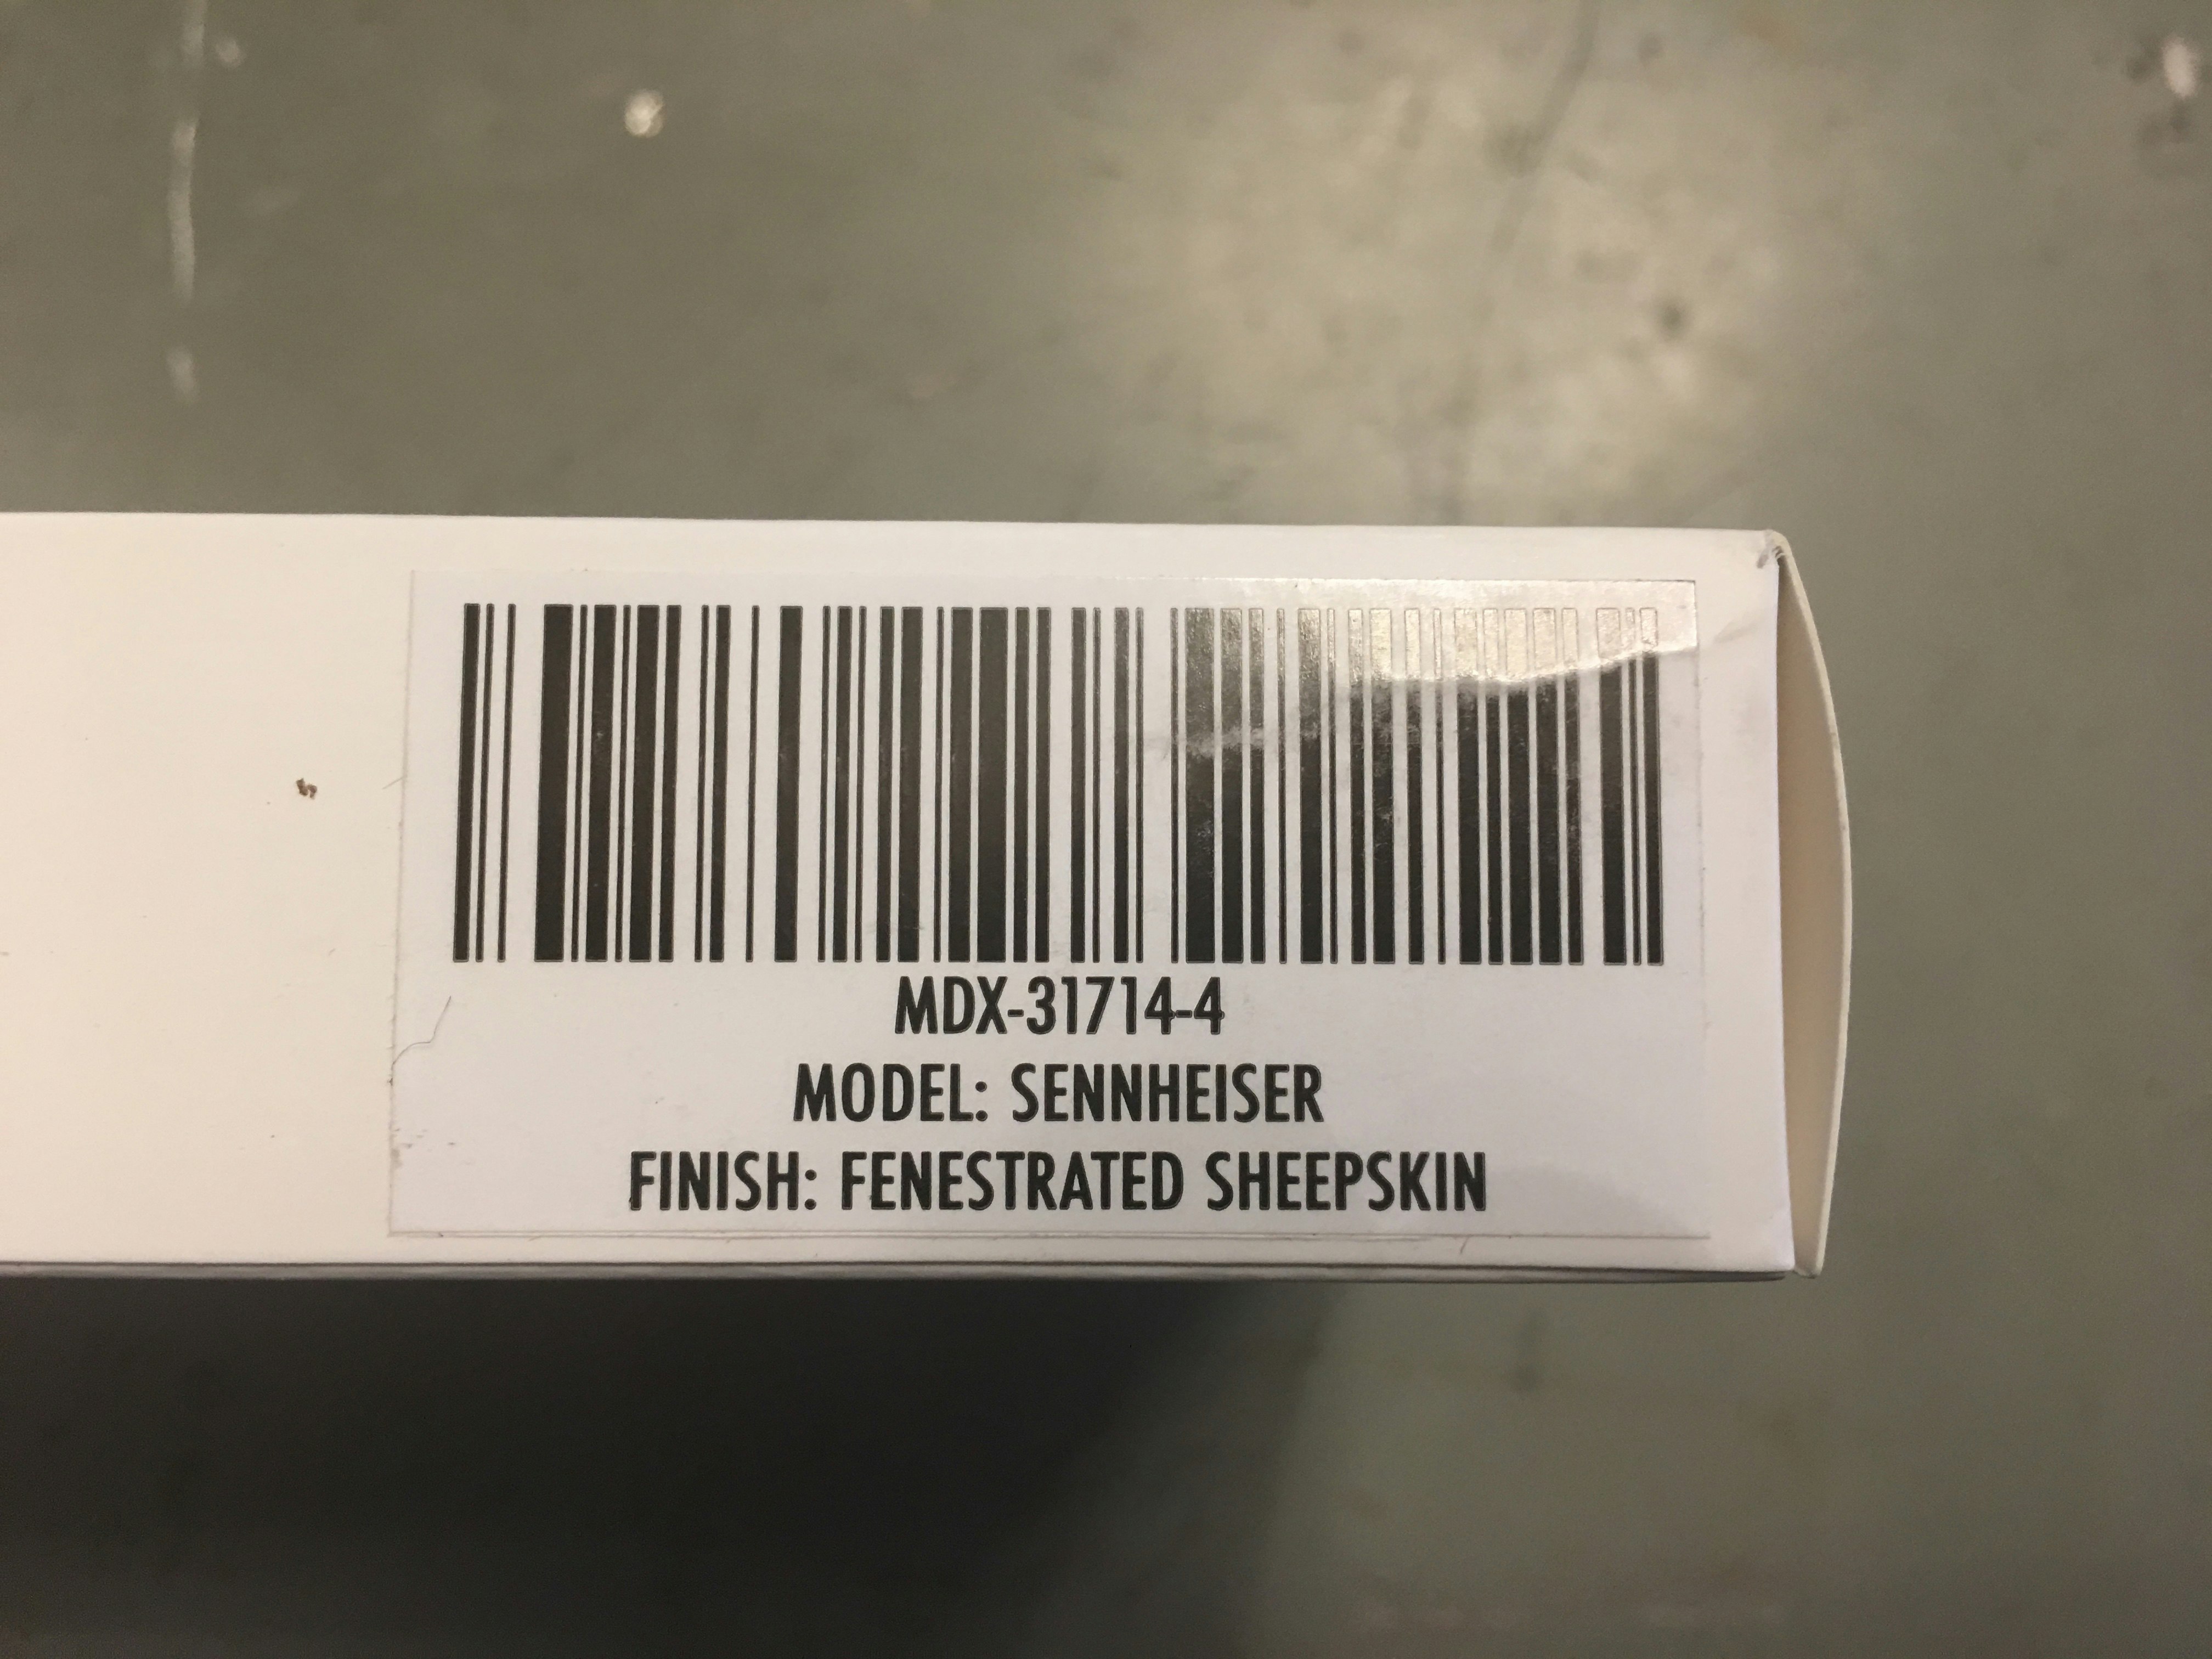 MDX-31714-4
MODEL: SENNHEISER
FINISH: FENESTRATED SHEEPSKIN